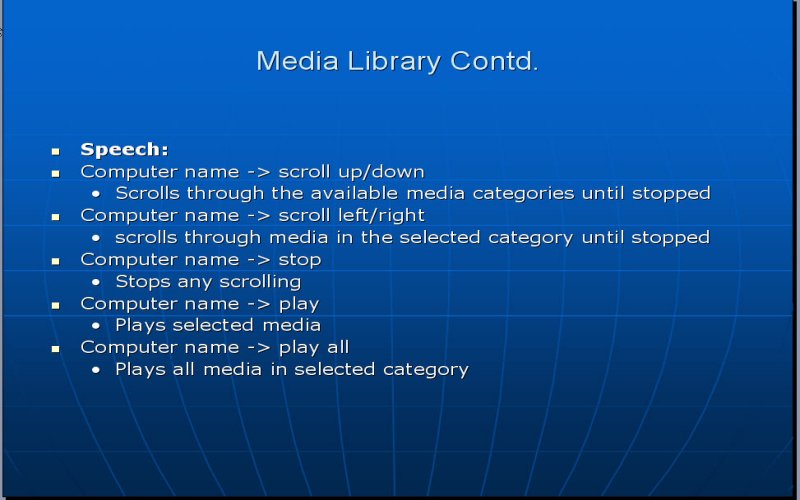 Media Library Contd.
Speech:
Computer name -> scroll up/down
Scrolls through the available media categories until stopped
Computer name -> scroll left/right
scrolls through media in the selected category until stopped
Computer name -> stop
Stops any scrolling
Computer name -> play
Plays selected media
Computer name -> play all
Plays all media in selected category